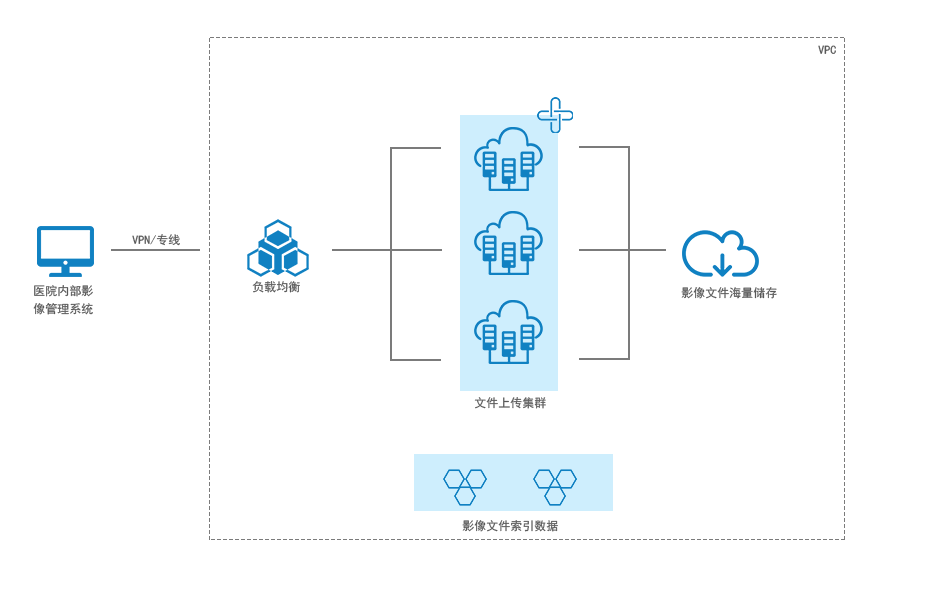 VPC
VPN/专线
医院内部影
像管理系统
负载均衡
影像文件海量储存
文件上传集群
影像文件索引数据